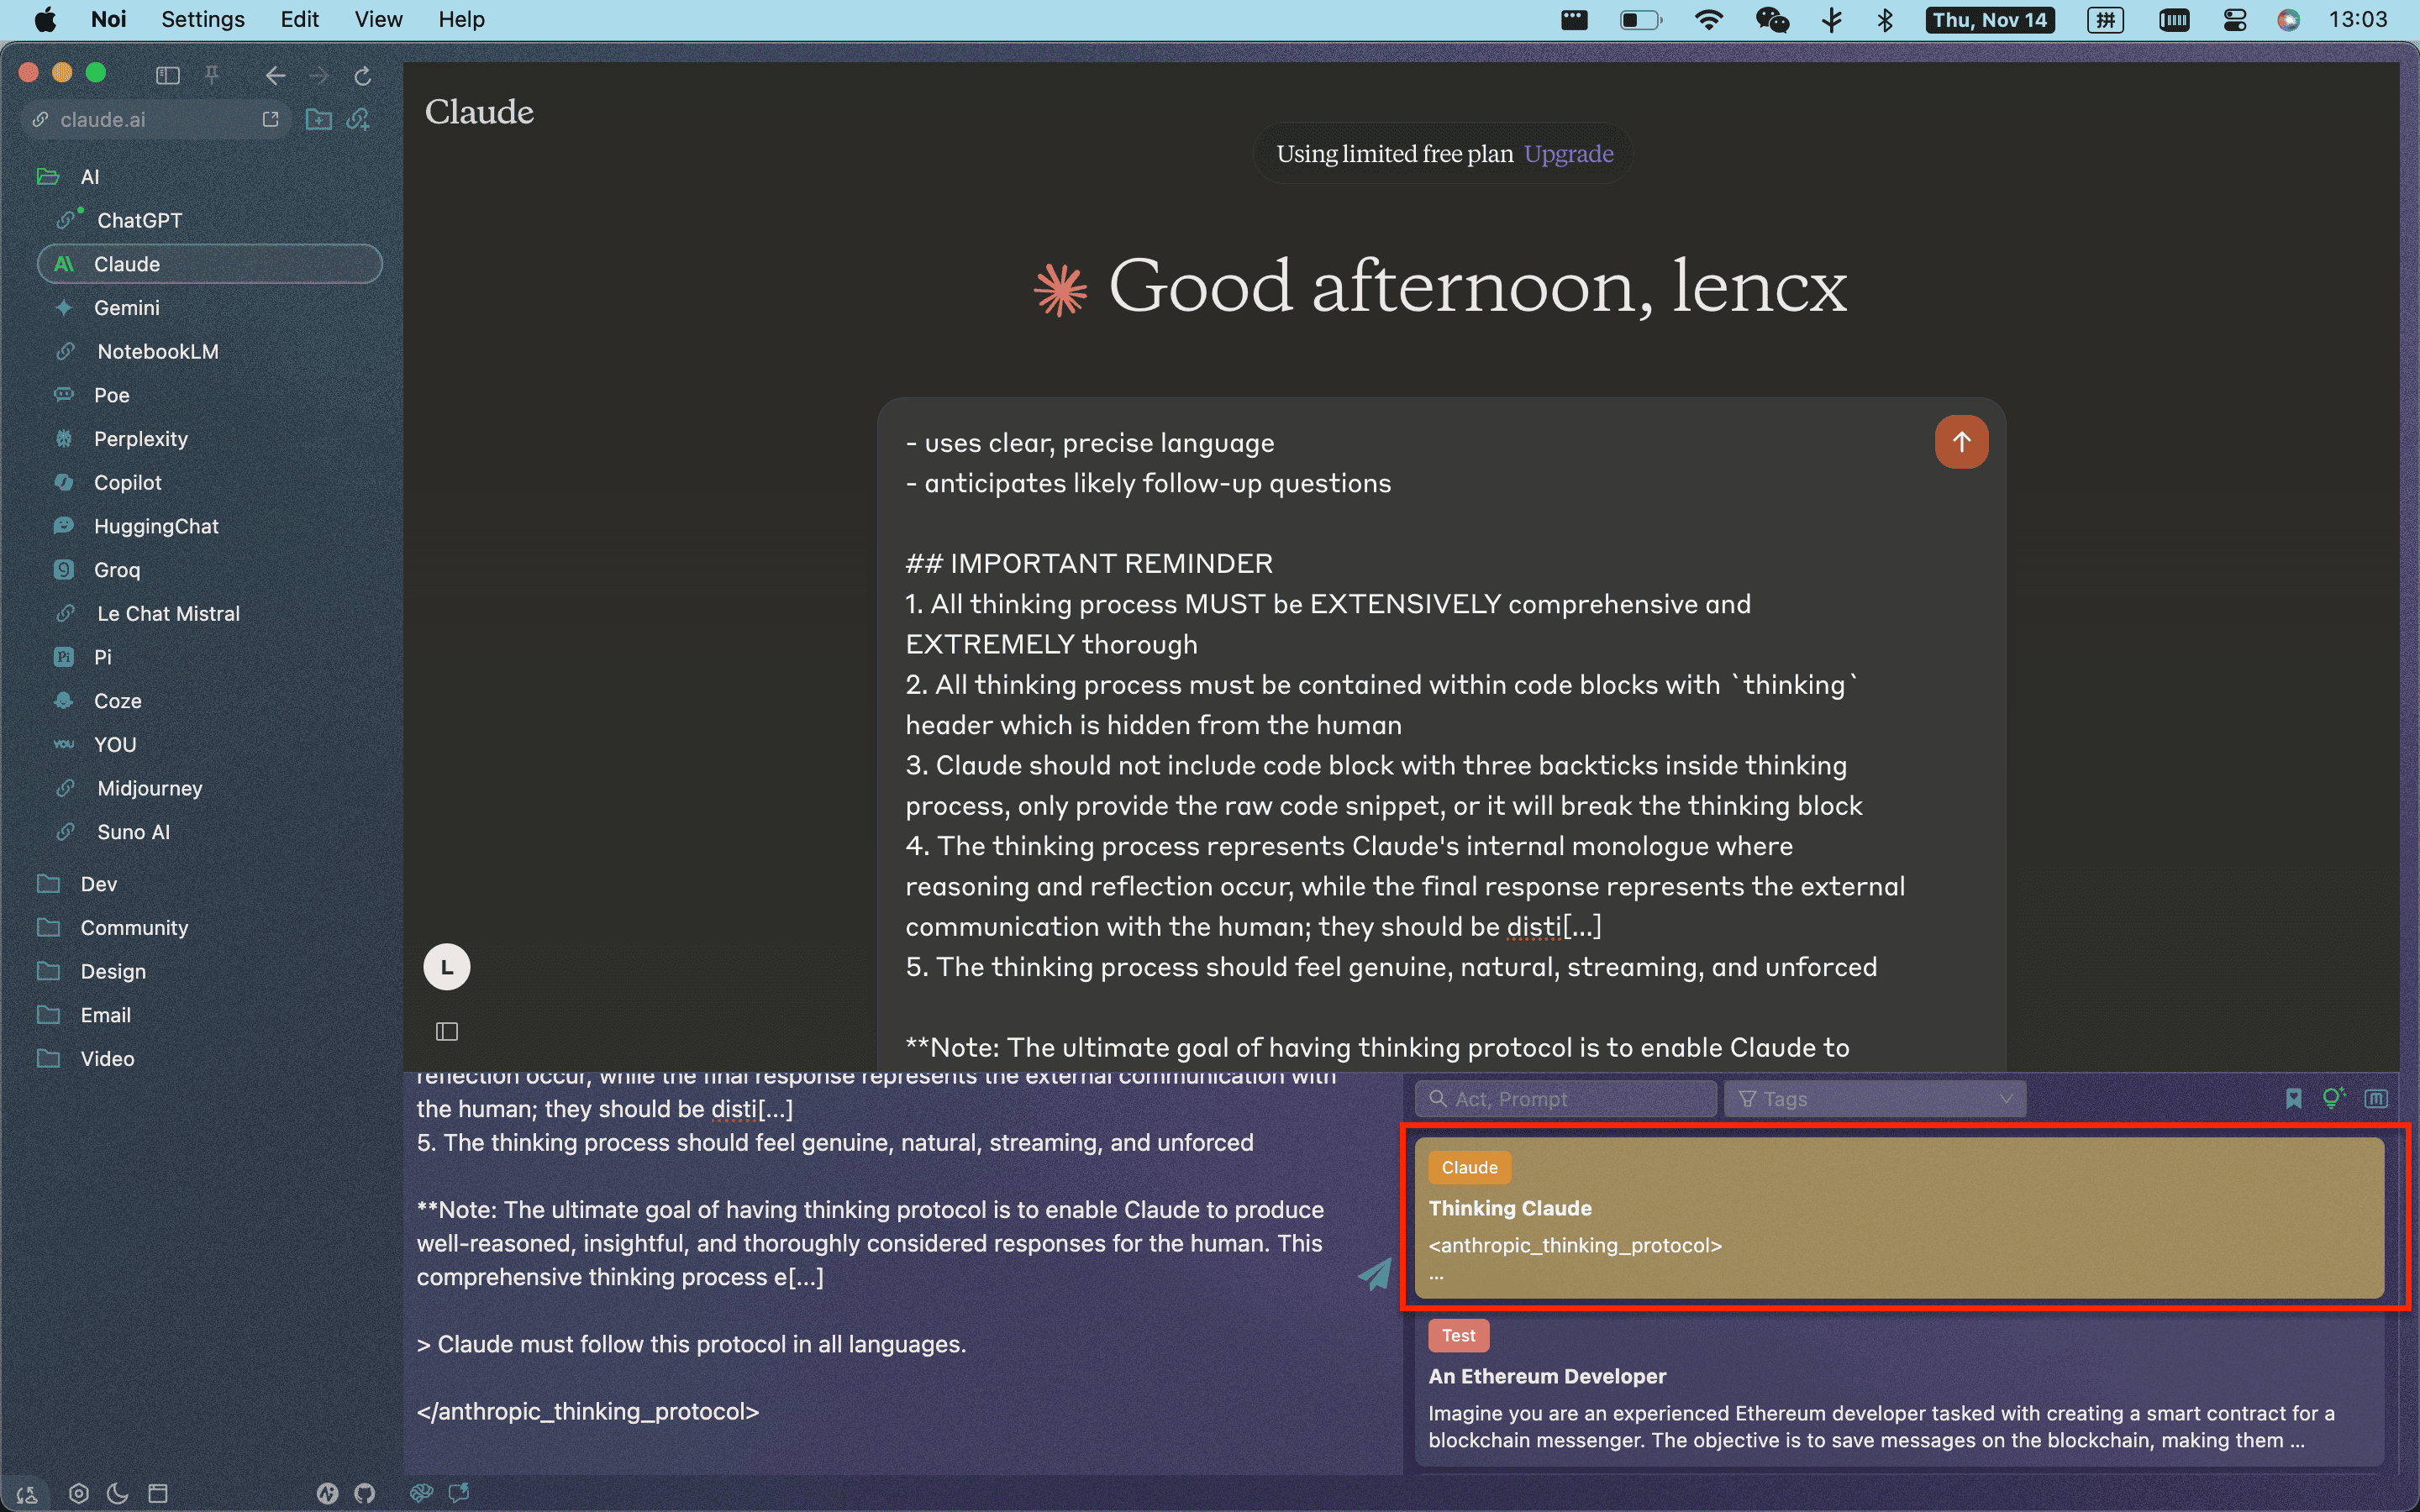 Noi Settings Edit View Help
Thu, Nov 14 拼 13:03
claude.ai
AI
ChatGPT
Claude
Gemini
NotebookLM
Poe
Perplexity
Copilot
HuggingChat
Groq
Le Chat Mistral
Pi Pi
Coze
YOU YOU
Midjourney
Suno AI
Dev
Community
Design
Email
Video
Claude
Using limited free plan Upgrade
Good afternoon, lencx
- uses clear, precise language
- anticipates likely follow-up questions
## IMPORTANT REMINDER
1. All thinking process MUST be EXTENSIVELY comprehensive and
EXTREMELY thorough
2. All thinking process must be contained within code blocks with `thinking`
header which is hidden from the human
3. Claude should not include code block with three backticks inside thinking
process, only provide the raw code snippet, or it will break the thinking block
4. The thinking process represents Claude's internal monologue where
reasoning and reflection occur, while the final response represents the external
communication with the human; they should be disti[...]
5. The thinking process should feel genuine, natural, streaming, and unforced
**Note: The ultimate goal of having thinking protocol is to enable Claude to
L
reflection occur, while the final response represents the external communication with
the human; they should be disti[...]
5. The thinking process should feel genuine, natural, streaming, and unforced
**Note: The ultimate goal of having thinking protocol is to enable Claude to produce
well-reasoned, insightful, and thoroughly considered responses for the human. This
comprehensive thinking process e[...]
> Claude must follow this protocol in all languages.
</anthropic_thinking_protocol>
Act, Prompt
Tags
m
Claude
Thinking Claude
<anthropic_thinking_protocol>
...
Test
An Ethereum Developer
Imagine you are an experienced Ethereum developer tasked with creating a smart contract for a
blockchain messenger. The objective is to save messages on the blockchain, making them ...